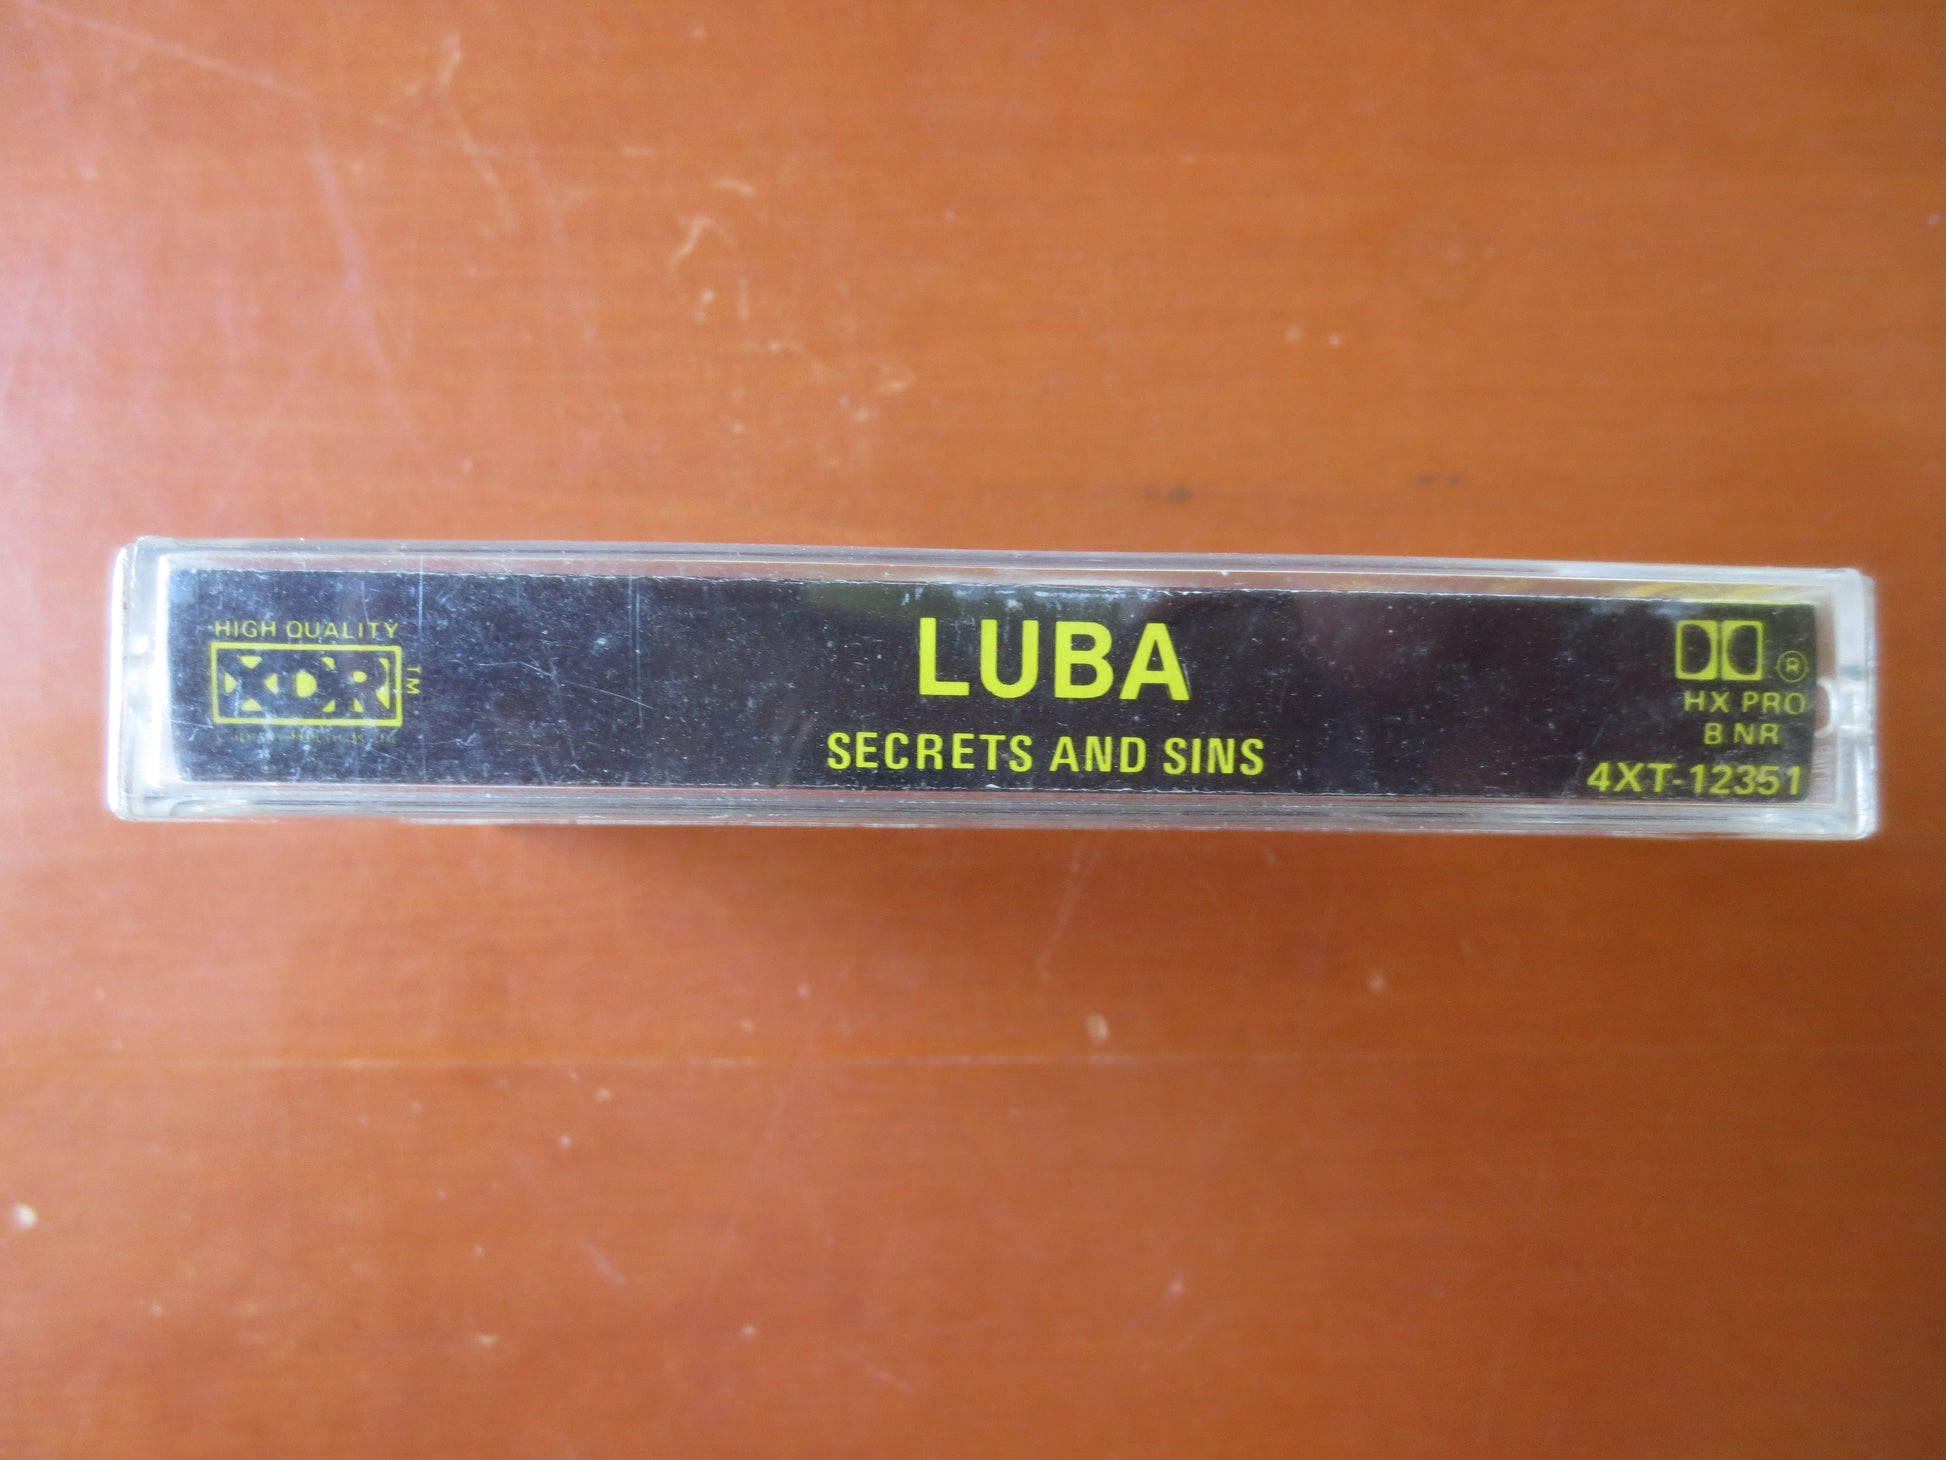 HIGH QUALITY
XDR TM
LUBA
SECRETS AND SINS
®
HX PRO
B NR
4XT-12351